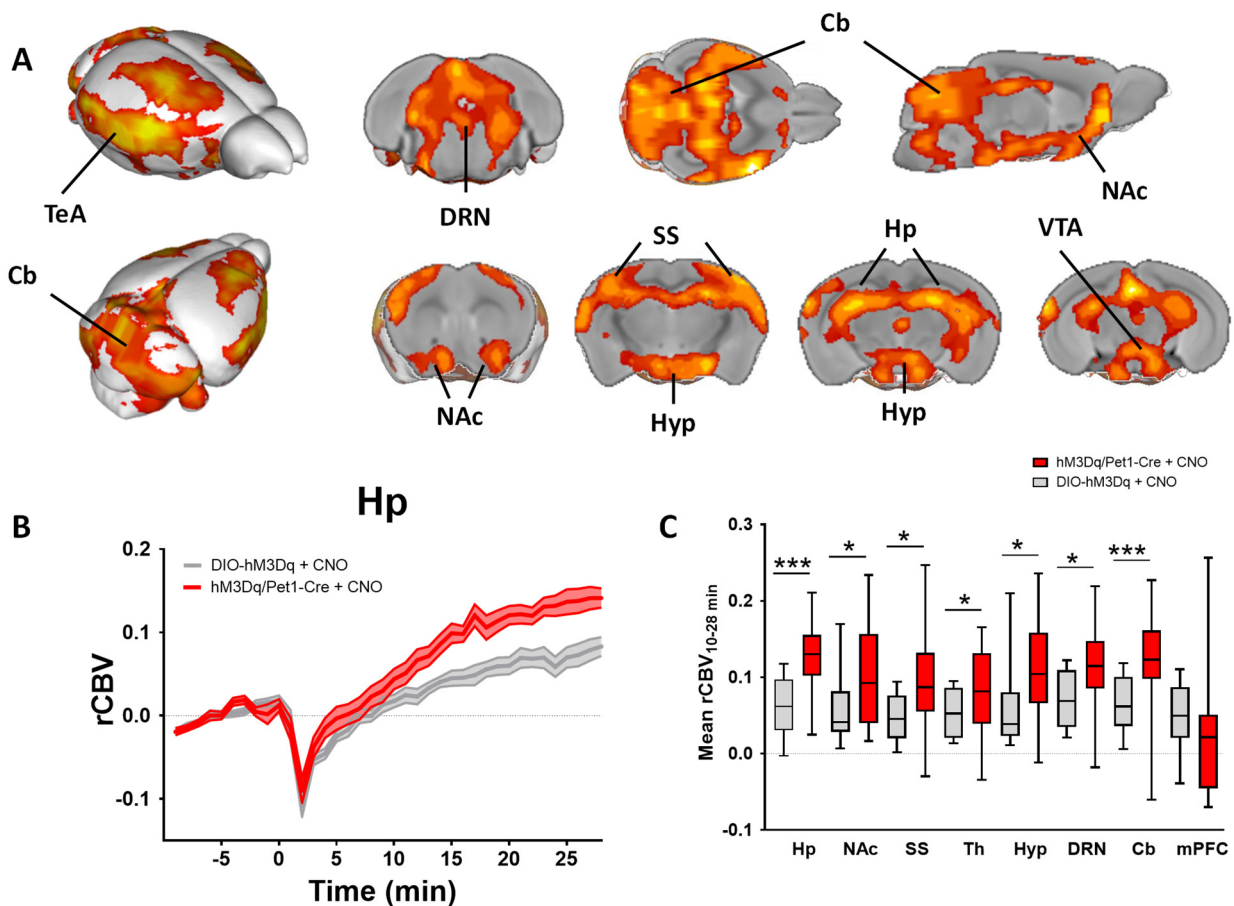 A
Cb
TeA
DRN
NAc
Cb
SS
Hp
VTA
NAc
Hyp
Hyp
hM3Dq/Pet1-Cre + CNO
DIO-hM3Dq + CNO
B
Hp
C
DIO-hM3Dq + CNO
hM3Dq/Pet1-Cre + CNO
rCBV
0.2
0.1
0.0
-0.1
-5 0 5 10 15 20 25
Time (min)
Mean rCBV10-28 min
0.3
0.2
0.1
0.0
-0.1
*** * * * * * ***
Hp NAc SS Th Hyp DRN Cb mPFC